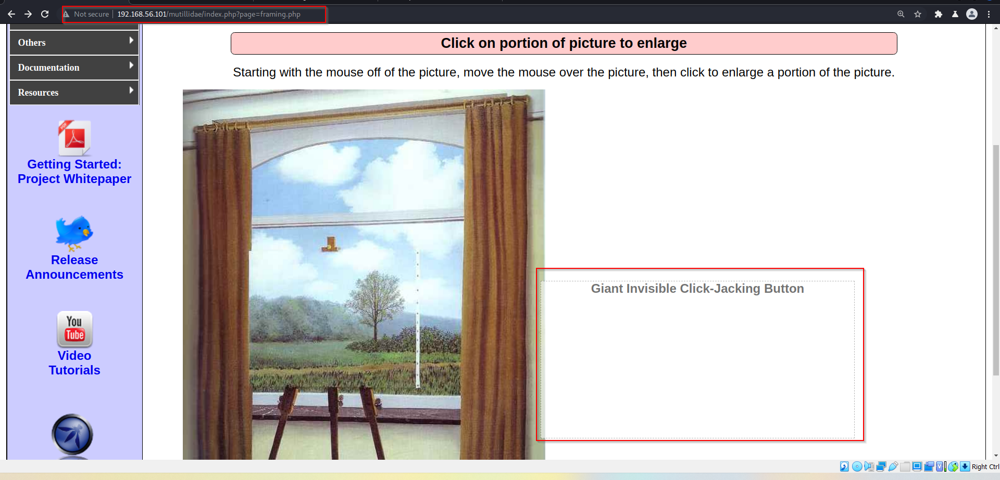 Not secure 192.168.56.101/mutillidae/index.php?page=framing.php
Others
Documentation
Resources
PDF
Getting Started:
Project Whitepaper
Release
Announcements
You
Tube
Video
Tutorials
Click on portion of picture to enlarge
Starting with the mouse off of the picture, move the mouse over the picture, then click to enlarge a portion of the picture.
Giant Invisible Click-Jacking Button
Right Ctrl